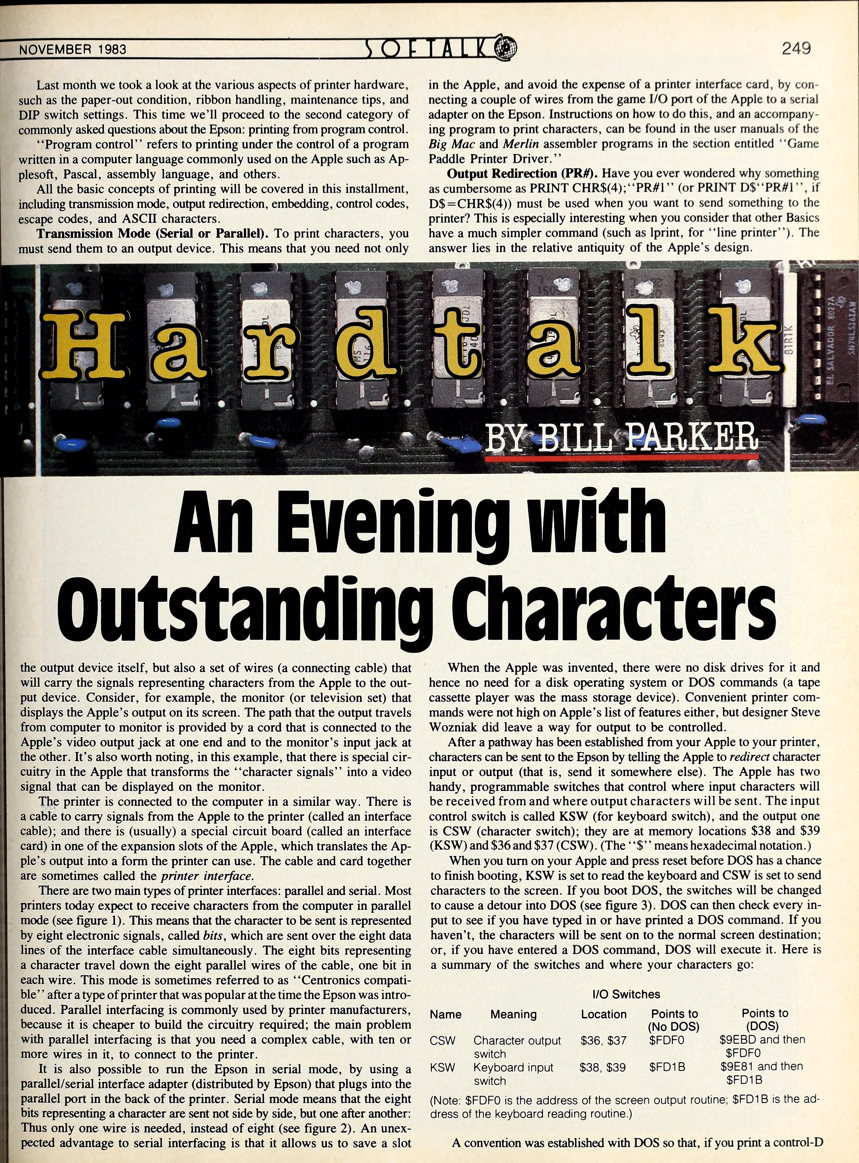 NOVEMBER 1983
SOFTALK
249
Last month we took a look at the various aspects of printer hardware,
such as the paper-out condition, ribbon handling, maintenance tips, and
DIP switch settings. This time we'll proceed to the second category of
commonly asked questions about the Epson: printing from program control.
"Program control" refers to printing under the control of a program
written in a computer language commonly used on the Apple such as Ap-
plesoft, Pascal, assembly language, and others.
All the basic concepts of printing will be covered in this installment,
including transmission mode, output redirection, embedding, control codes,
escape codes, and ASCII characters.
Transmission Mode (Serial or Parallel). To print characters, you
must send them to an output device. This means that you need not only
in the Apple, and avoid the expense of a printer interface card, by con-
necting a couple of wires from the game I/O port of the Apple to a serial
adapter on the Epson. Instructions on how to do this, and an accompany-
ing program to print characters, can be found in the user manuals of the
Big Mac and Merlin assembler programs in the section entitled "Game
Paddle Printer Driver."
Output Redirection (PR#). Have you ever wondered why something
as cumbersome as PRINT CHR$(4);"PR#1" (or PRINT D$"PR#1", if
D$=CHR$(4)) must be used when you want to send something to the
printer? This is especially interesting when you consider that other Basics
have a much simpler command (such as lprint, for "line printer"). The
answer lies in the relative antiquity of the Apple's design.
Hardtalk
81R1K
EL SALVADOR 8027A
BY BILL PARKER
An Evening with
Outstanding Characters
the output device itself, but also a set of wires (a connecting cable) that
will carry the signals representing characters from the Apple to the out-
put device. Consider, for example, the monitor (or television set) that
displays the Apple's output on its screen. The path that the output travels
from computer to monitor is provided by a cord that is connected to the
Apple's video output jack at one end and to the monitor's input jack at
the other. It's also worth noting, in this example, that there is special cir-
cuitry in the Apple that transforms the "character signals" into a video
signal that can be displayed on the monitor.
The printer is connected to the computer in a similar way. There is
a cable to carry signals from the Apple to the printer (called an interface
cable); and there is (usually) a special circuit board (called an interface
card) in one of the expansion slots of the Apple, which translates the Ap-
ple's output into a form the printer can use. The cable and card together
are sometimes called the printer interface.
There are two main types of printer interfaces: parallel and serial. Most
printers today expect to receive characters from the computer in parallel
mode (see figure 1). This means that the character to be sent is represented
by eight electronic signals, called bits, which are sent over the eight data
lines of the interface cable simultaneously. The eight bits representing
a character travel down the eight parallel wires of the cable, one bit in
each wire. This mode is sometimes referred to as "Centronics compati-
ble" after a type of printer that was popular at the time the Epson was intro-
duced. Parallel interfacing is commonly used by printer manufacturers,
because it is cheaper to build the circuitry required; the main problem
with parallel interfacing is that you need a complex cable, with ten or
more wires in it, to connect to the printer.
It is also possible to run the Epson in serial mode, by using a
parallel/serial interface adapter (distributed by Epson) that plugs into the
parallel port in the back of the printer. Serial mode means that the eight
bits representing a character are sent not side by side, but one after another:
Thus only one wire is needed, instead of eight (see figure 2). An unex-
pected advantage to serial interfacing is that it allows us to save a slot
When the Apple was invented, there were no disk drives for it and
hence no need for a disk operating system or DOS commands (a tape
cassette player was the mass storage device). Convenient printer com-
mands were not high on Apple's list of features either, but designer Steve
Wozniak did leave a way for output to be controlled.
After a pathway has been established from your Apple to your printer,
characters can be sent to the Epson by telling the Apple to redirect character
input or output (that is, send it somewhere else). The Apple has two
handy, programmable switches that control where input characters will
be received from and where output characters will be sent. The input
control switch is called KSW (for keyboard switch), and the output one
is CSW (character switch); they are at memory locations $38 and $39
(KSW) and $36 and $37 (CSW). (The "$" means hexadecimal notation.)
When you turn on your Apple and press reset before DOS has a chance
to finish booting, KSW is set to read the keyboard and CSW is set to send
characters to the screen. If you boot DOS, the switches will be changed
to cause a detour into DOS (see figure 3). DOS can then check every in-
put to see if you have typed in or have printed a DOS command. If you
haven't, the characters will be sent on to the normal screen destination;
or, if you have entered a DOS command, DOS will execute it. Here is
a summary of the switches and where your characters go:
I/O Switches
Name Meaning Location Points to Points to
(No DOS) (DOS)
CSW Character output $36, $37 $FDF0 $9EBD and then
switch $FDF0
KSW Keyboard input $38, $39 $FD1B $9E81 and then
switch $FD1B
(Note: $FDF0 is the address of the screen output routine; $FD1B is the ad-
dress of the keyboard reading routine.)
A convention was established with DOS so that, if you print a control-D